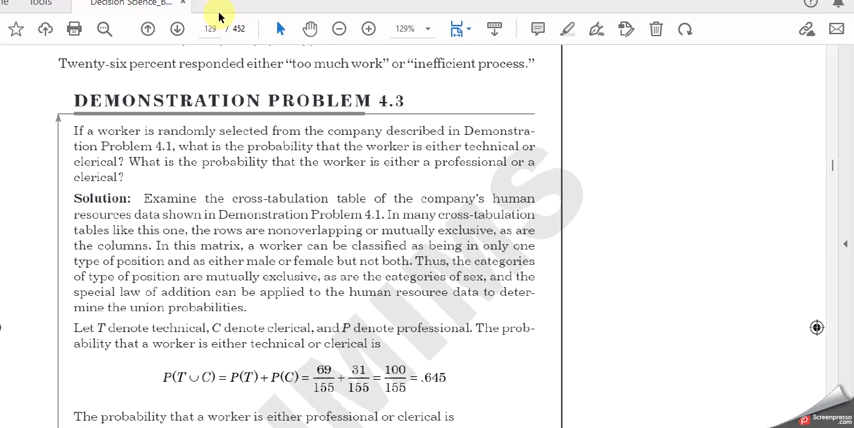 Tools
Decision Science_B... ×
129 / 452
129%
Twenty-six percent responded either “too much work” or “inefficient process.”
DEMONSTRATION PROBLEM 4.3
If a worker is randomly selected from the company described in Demonstra-
tion Problem 4.1, what is the probability that the worker is either technical or
clerical? What is the probability that the worker is either a professional or a
clerical?
Solution: Examine the cross-tabulation table of the company's human
resources data shown in Demonstration Problem 4.1. In many cross-tabulation
tables like this one, the rows are nonoverlapping or mutually exclusive, as are
the columns. In this matrix, a worker can be classified as being in only one
type of position and as either male or female but not both. Thus, the categories
of type of position are mutually exclusive, as are the categories of sex, and the
special law of addition can be applied to the human resource data to deter-
mine the union probabilities.
Let T denote technical, C denote clerical, and P denote professional. The prob-
ability that a worker is either technical or clerical is
P(T ∪ C) = P(T) + P(C) = 69/155 + 31/155 = 100/155 = .645
The probability that a worker is either professional or clerical is
NMIMS
Screenpresso
.com